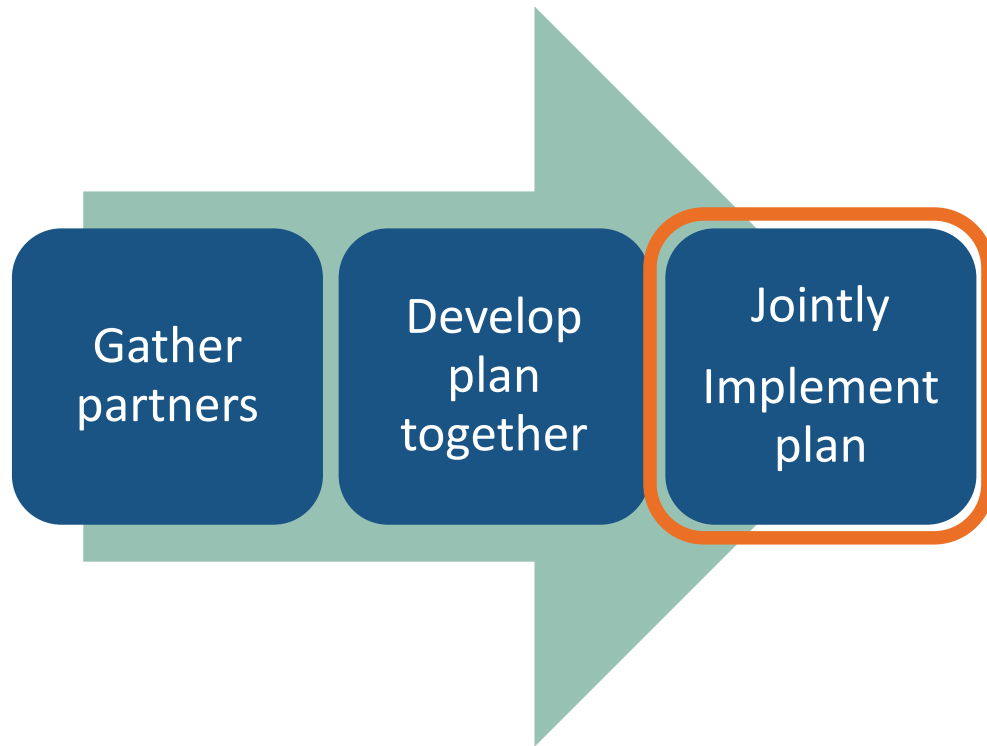 Gather
partners
Develop
plan
together
Jointly
Implement
plan